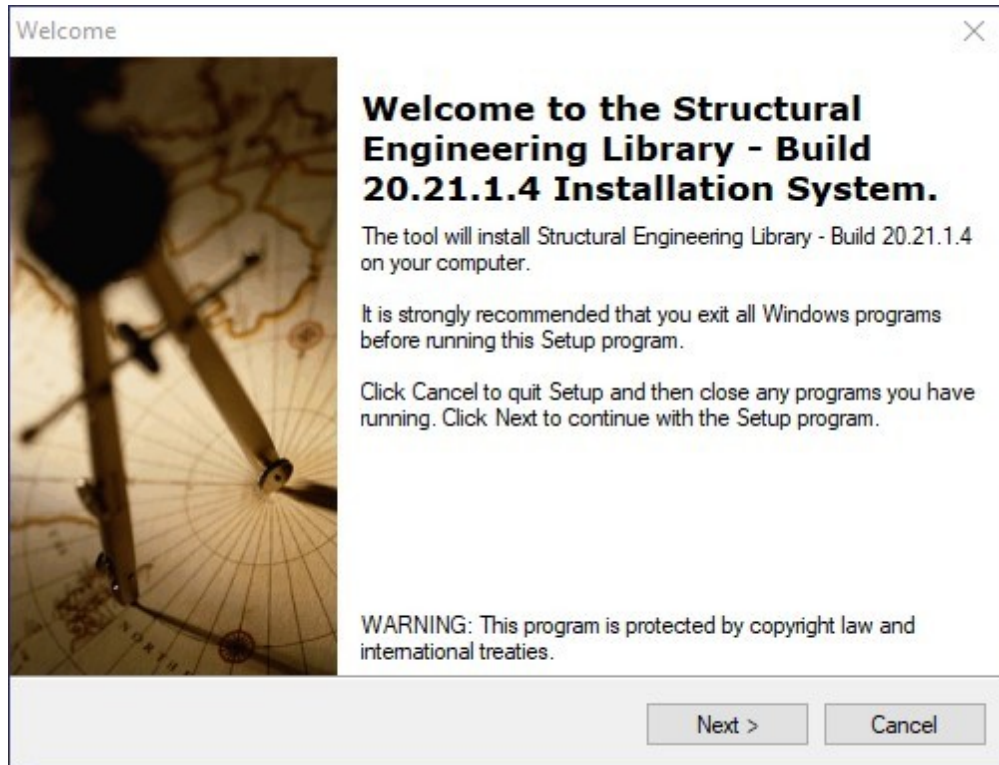 Welcome
Welcome to the Structural
Engineering Library - Build
20.21.1.4 Installation System.
The tool will install Structural Engineering Library - Build 20.21.1.4
on your computer.
It is strongly recommended that you exit all Windows programs
before running this Setup program.
Click Cancel to quit Setup and then close any programs you have
running. Click Next to continue with the Setup program.
WARNING: This program is protected by copyright law and
international treaties.
Next >
Cancel